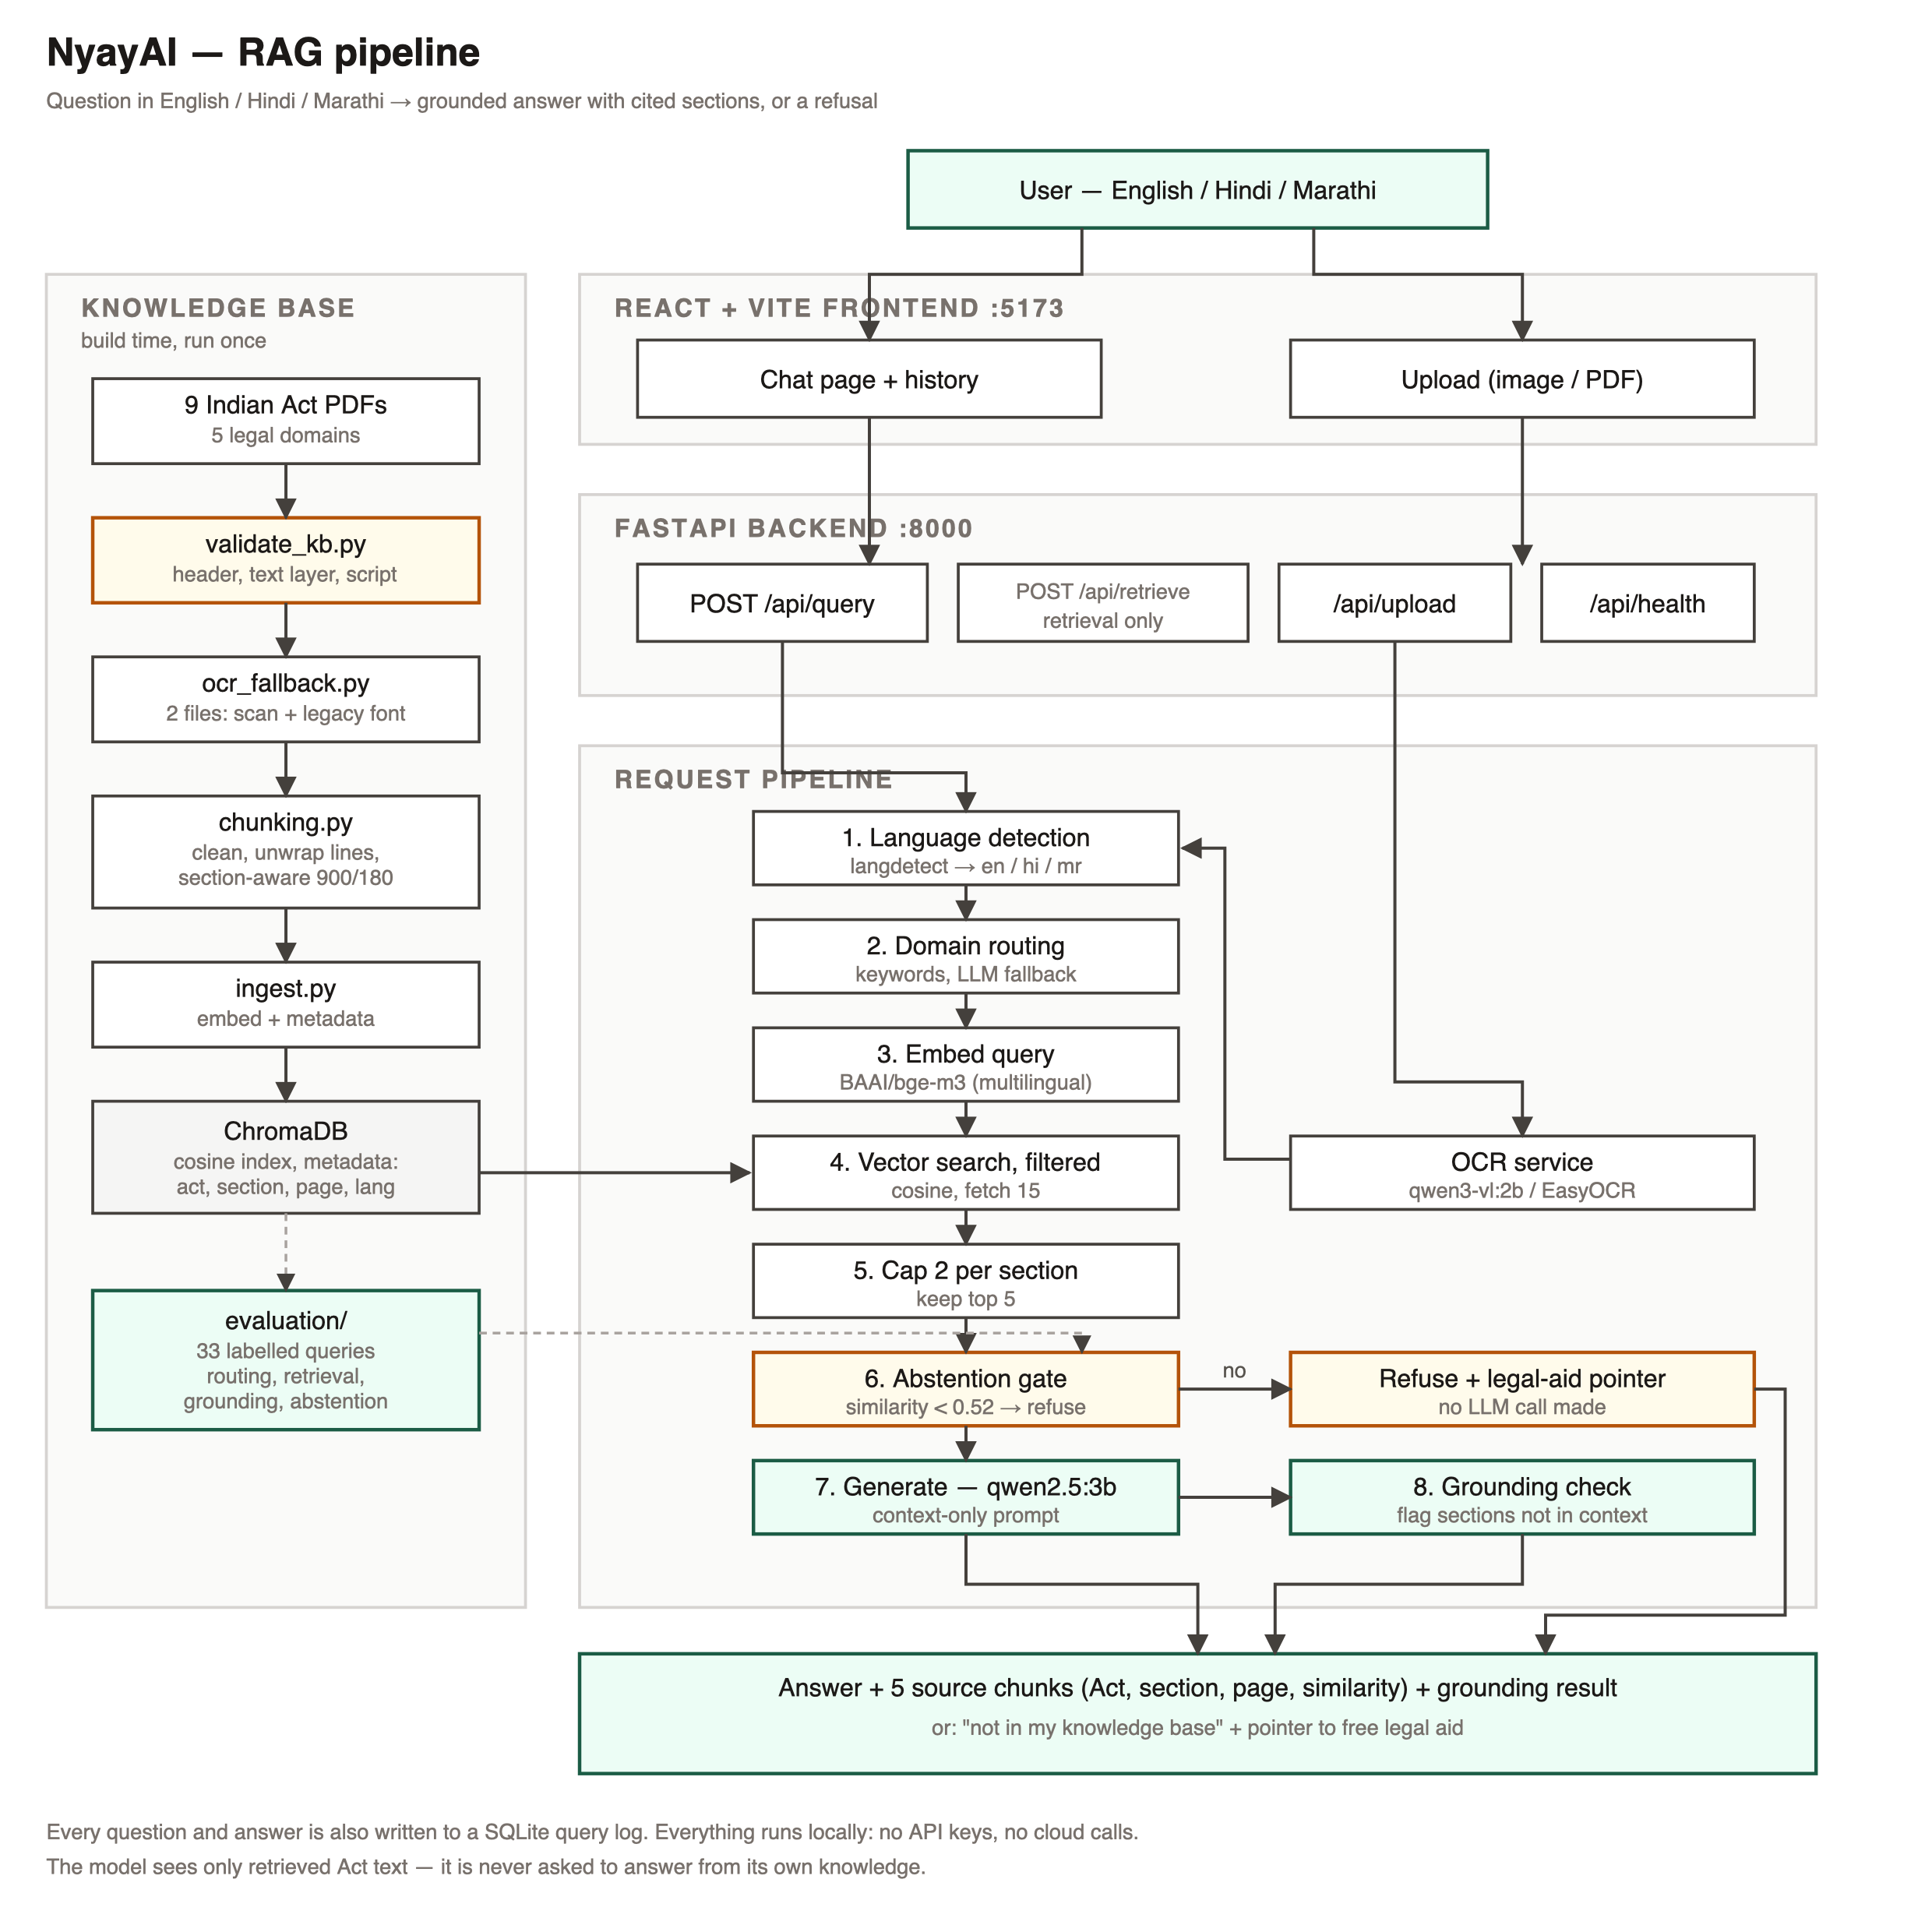 NyayAI — RAG pipeline
Question in English / Hindi / Marathi → grounded answer with cited sections, or a refusal
User — English / Hindi / Marathi
KNOWLEDGE BASE
build time, run once
9 Indian Act PDFs
5 legal domains
validate_kb.py
header, text layer, script
ocr_fallback.py
2 files: scan + legacy font
chunking.py
clean, unwrap lines,
section-aware 900/180
ingest.py
embed + metadata
ChromaDB
cosine index, metadata:
act, section, page, lang
evaluation/
33 labelled queries
routing, retrieval,
grounding, abstention
REACT + VITE FRONTEND :5173
Chat page + history
Upload (image / PDF)
FASTAPI BACKEND :8000
POST /api/query
POST /api/retrieve
retrieval only
/api/upload
/api/health
REQUEST PIPELINE
1. Language detection
langdetect → en / hi / mr
2. Domain routing
keywords, LLM fallback
3. Embed query
BAAI/bge-m3 (multilingual)
4. Vector search, filtered
cosine, fetch 15
OCR service
qwen3-vl:2b / EasyOCR
5. Cap 2 per section
keep top 5
6. Abstention gate
similarity < 0.52 → refuse
no
Refuse + legal-aid pointer
no LLM call made
7. Generate — qwen2.5:3b
context-only prompt
8. Grounding check
flag sections not in context
Answer + 5 source chunks (Act, section, page, similarity) + grounding result
or: "not in my knowledge base" + pointer to free legal aid
Every question and answer is also written to a SQLite query log. Everything runs locally: no API keys, no cloud calls.
The model sees only retrieved Act text — it is never asked to answer from its own knowledge.